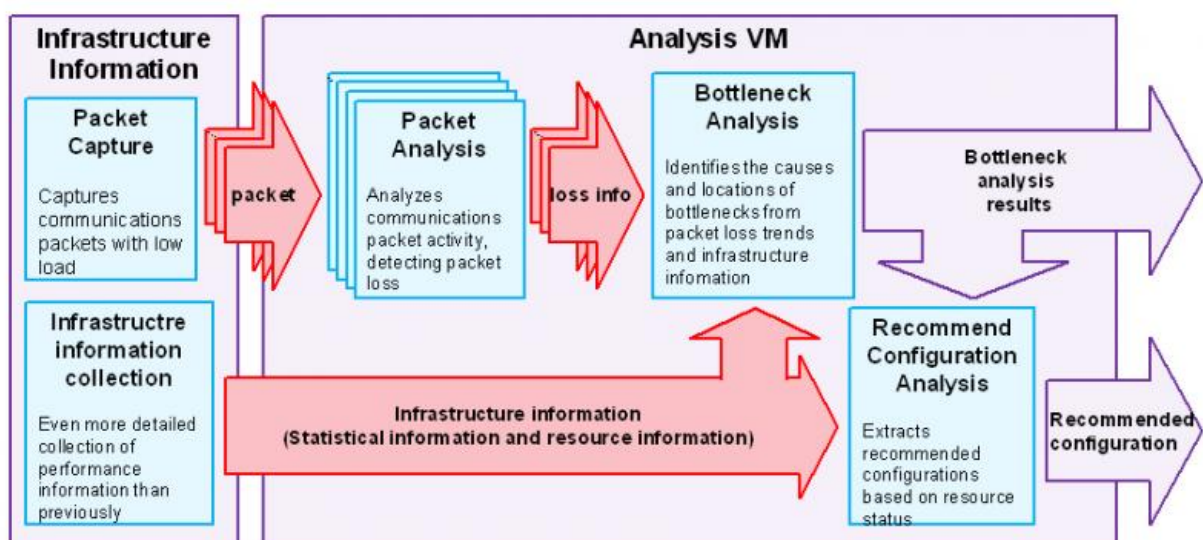 Infrastructure
Information
Packet
Capture
Captures
communications
packets with low
load
Infrastructre
information
collection
Even more detailed
collection of
performance
information than
previously
packet
Analysis VM
Packet
Analysis
Analyzes
communications
packet activity,
detecting packet
loss
loss info
Bottleneck
Analysis
Identifies the causes
and locations of
bottlenecks from
packet loss trends
and infrastructure
infomation
Bottleneck
analysis
results
Infrastructure information
(Statistical information and resource information)
Recommend
Configuration
Analysis
Extracts
recommended
configurations
based on resource
status
Recommended
configuration